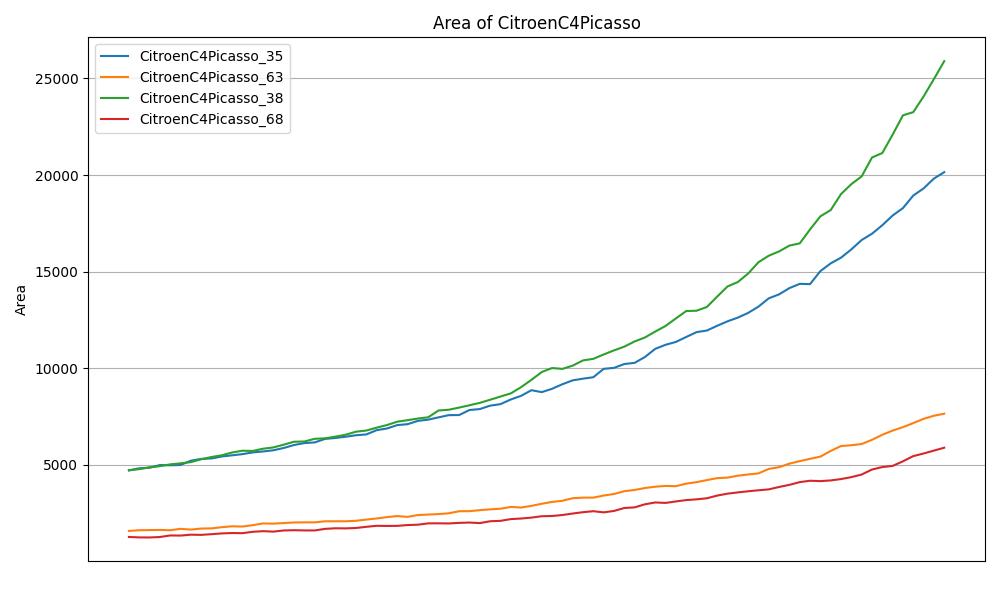 Area of CitroenC4Picasso
CitroenC4Picasso_35
CitroenC4Picasso_63
CitroenC4Picasso_38
CitroenC4Picasso_68
25000
20000
15000
10000
5000
Area